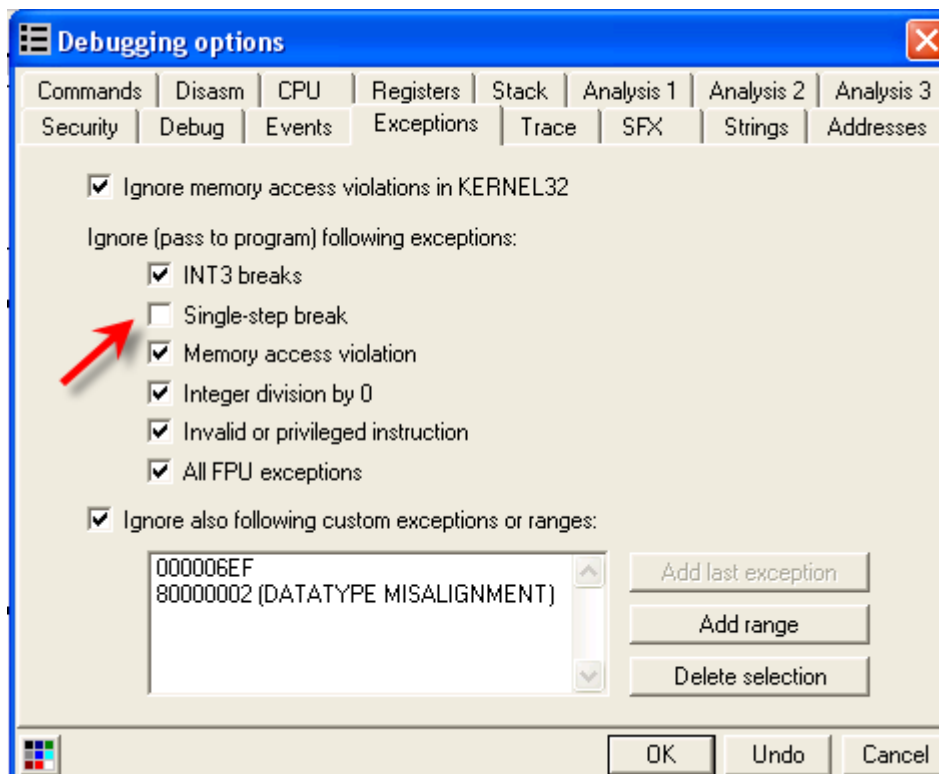 Debugging options
Commands Disasm CPU Registers Stack Analysis 1 Analysis 2 Analysis 3
Security Debug Events Exceptions Trace SFX Strings Addresses
Ignore memory access violations in KERNEL32
Ignore (pass to program) following exceptions:
INT3 breaks
Single-step break
Memory access violation
Integer division by 0
Invalid or privileged instruction
All FPU exceptions
Ignore also following custom exceptions or ranges:
000006EF
80000002 (DATATYPE MISALIGNMENT)
Add last exception
Add range
Delete selection
OK Undo Cancel